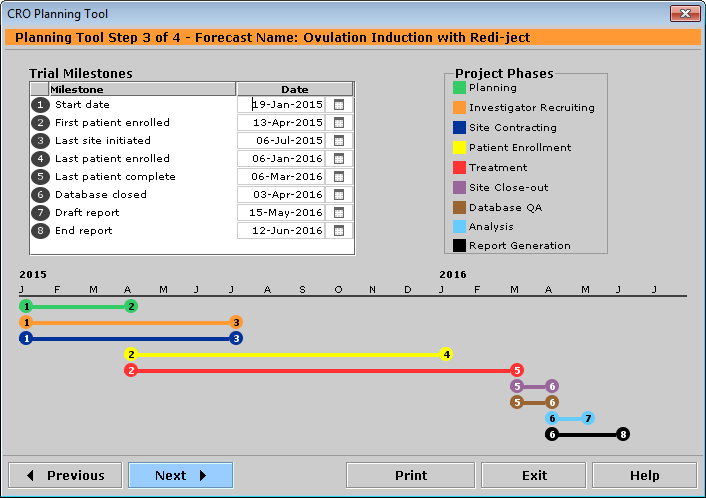 CRO Planning Tool
Planning Tool Step 3 of 4 - Forecast Name: Ovulation Induction with Redi-ject
Trial Milestones
Milestone Date
1 Start date 19-Jan-2015
2 First patient enrolled 13-Apr-2015
3 Last site initiated 06-Jul-2015
4 Last patient enrolled 06-Jan-2016
5 Last patient complete 06-Mar-2016
6 Database closed 03-Apr-2016
7 Draft report 15-May-2016
8 End report 12-Jun-2016
Project Phases
Planning
Investigator Recruiting
Site Contracting
Patient Enrollment
Treatment
Site Close-out
Database QA
Analysis
Report Generation
2015 2016
J F M A M J J A S O N D J F M A M J J
1 2
1 3
1 3
2 4
2 5
5 6
5 6
6 7
6 8
Previous Next Print Exit Help